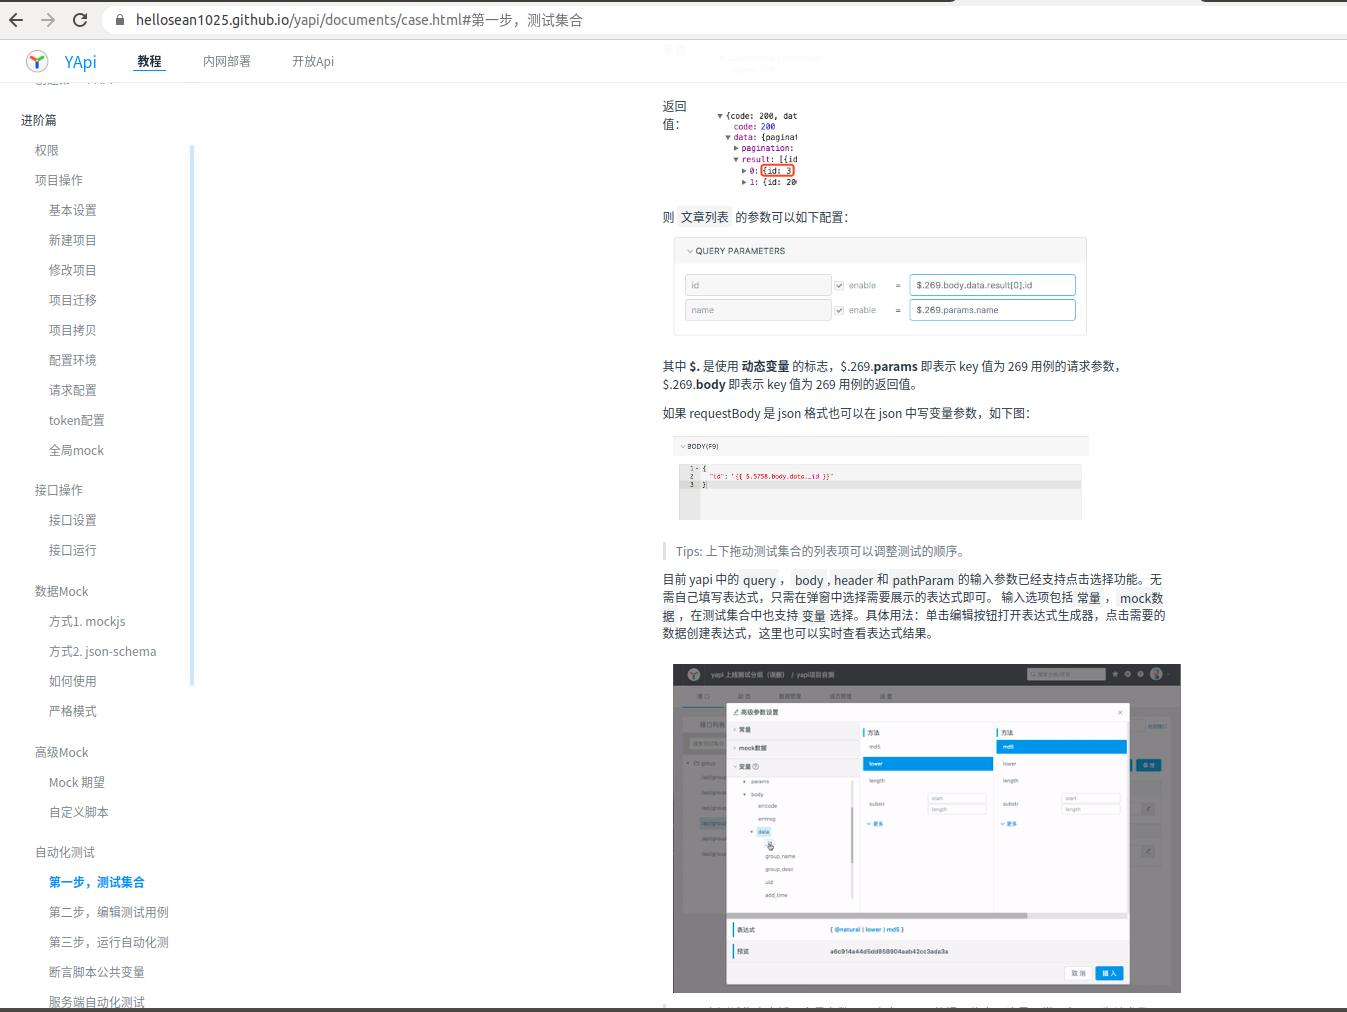 hellosean1025.github.io/yapi/documents/case.html#第一步，测试集合
YApi 教程 内网部署 开放Api
进阶篇
权限
项目操作
基本设置
新建项目
修改项目
项目迁移
项目拷贝
配置环境
请求配置
token配置
全局mock
接口操作
接口设置
接口运行
数据Mock
方式1. mockjs
方式2. json-schema
如何使用
严格模式
高级Mock
Mock 期望
自定义脚本
自动化测试
第一步，测试集合
第二步，编辑测试用例
第三步，运行自动化测
断言脚本公共变量
服务端自动化测试
返回
值：
{code: 200, dat
code: 200
data: {paginat
pagination:
result: [{id
0: {id: 3
1: {id: 20
则 文章列表 的参数可以如下配置：
QUERY PARAMETERS
id enable = $.269.body.data.result[0].id
name enable = $.269.params.name
其中 $. 是使用 动态变量 的标志，$.269.params 即表示 key 值为 269 用例的请求参数，
$.269.body 即表示 key 值为 269 用例的返回值。
如果 requestBody 是 json 格式也可以在 json 中写变量参数，如下图：
BODY(F9)
1 {
2 "id": "{{ $.5758.body.data._id }}"
3 }
Tips: 上下拖动测试集合的列表项可以调整测试的顺序。
目前 yapi 中的 query ， body , header 和 pathParam 的输入参数已经支持点击选择功能。无
需自己填写表达式，只需在弹窗中选择需要展示的表达式即可。 输入选项包括 常量 ， mock数
据 ，在测试集合中也支持 变量 选择。具体用法：单击编辑按钮打开表达式生成器，点击需要的
数据创建表达式，这里也可以实时查看表达式结果。
高级参数设置
常量
mock数据
变量
params
body
errcode
errmsg
data
group_name
group_desc
uid
add_time
方法
md5
lower
length
substr start
length
更多
方法
md5
lower
length
substr start
length
更多
表达式 { @natural | lower | md5 }
预览 a6c914a44d5dd858904aab42cc3ada3a
取 消 插 入